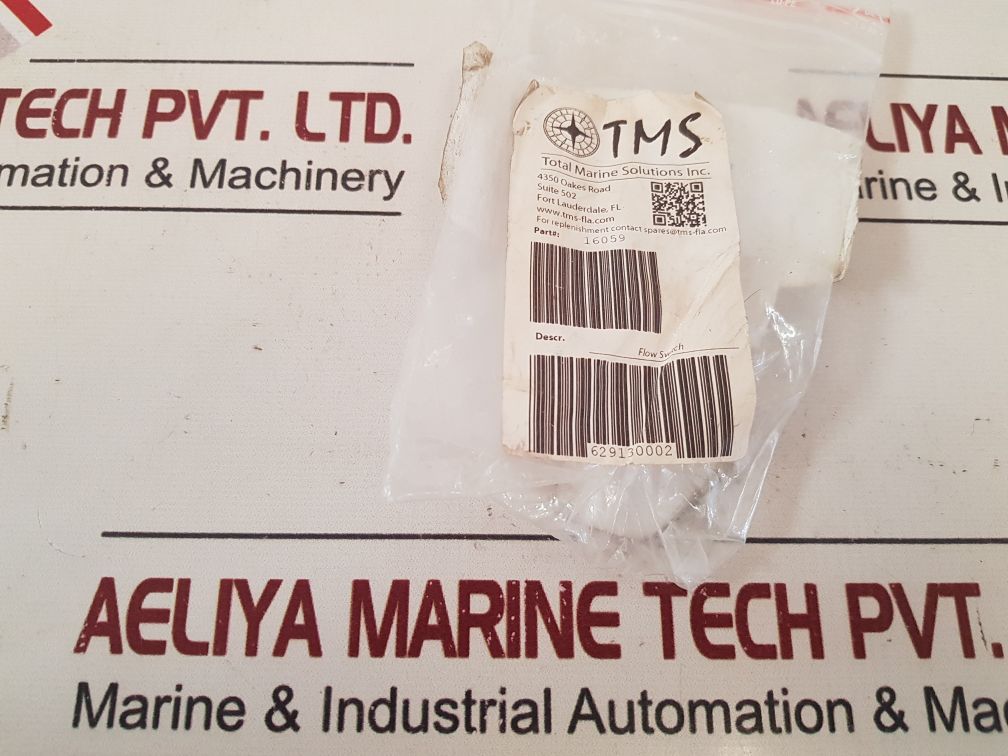 TECH PVT. LTD.
mation & Machinery
AELIYA M
rine & I
TMS
Total Marine Solutions Inc.
4350 Oakes Road
Suite 502
Fort Lauderdale, FL
www.tms-fla.com
For replenishment contact spares@tms-fla.com
Part#: 16059
Descr.
Flow Switch
629130002
AELIYA MARINE TECH PVT.
Marine & Industrial Automation & Ma